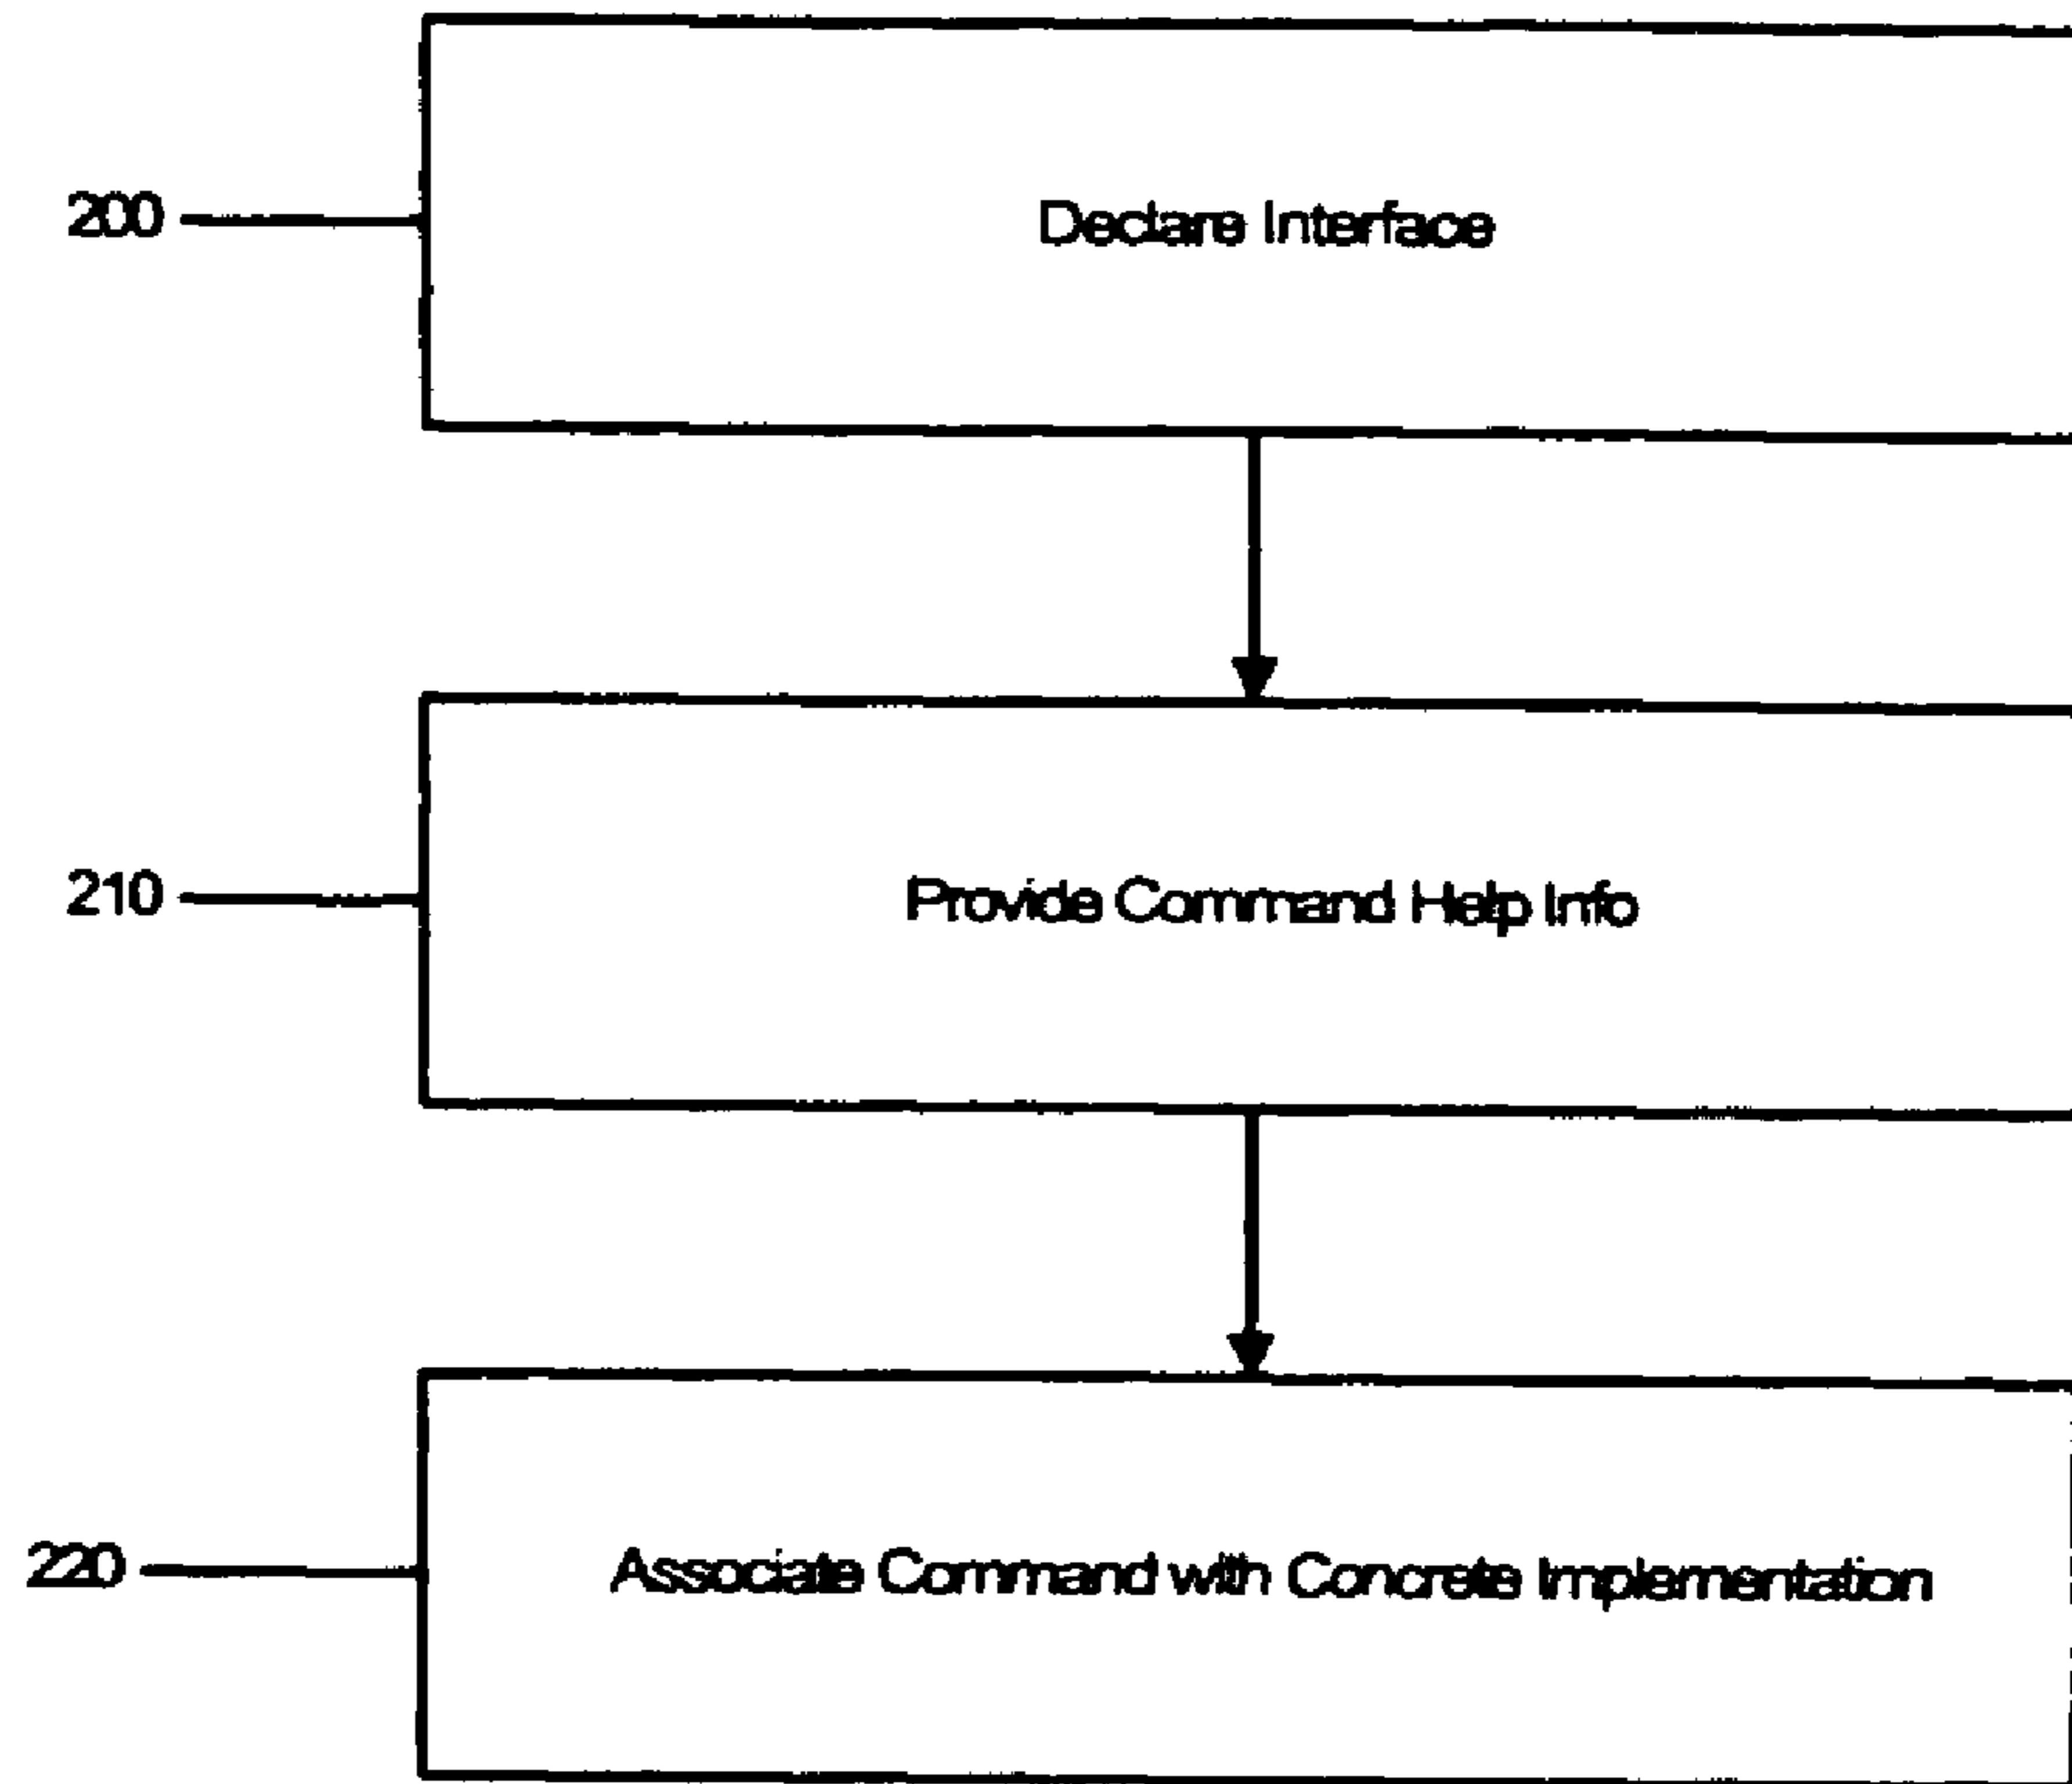 200
Declare Interface
210
Provide Command Help Info
220
Associate Command with Concrete Implementation